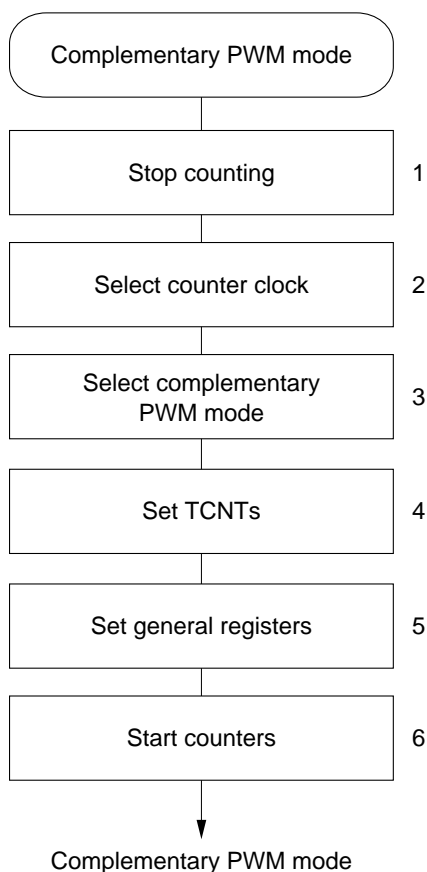 Complementary PWM mode
Stop counting 1
Select counter clock 2
Select complementary
PWM mode 3
Set TCNTs 4
Set general registers 5
Start counters 6
Complementary PWM mode